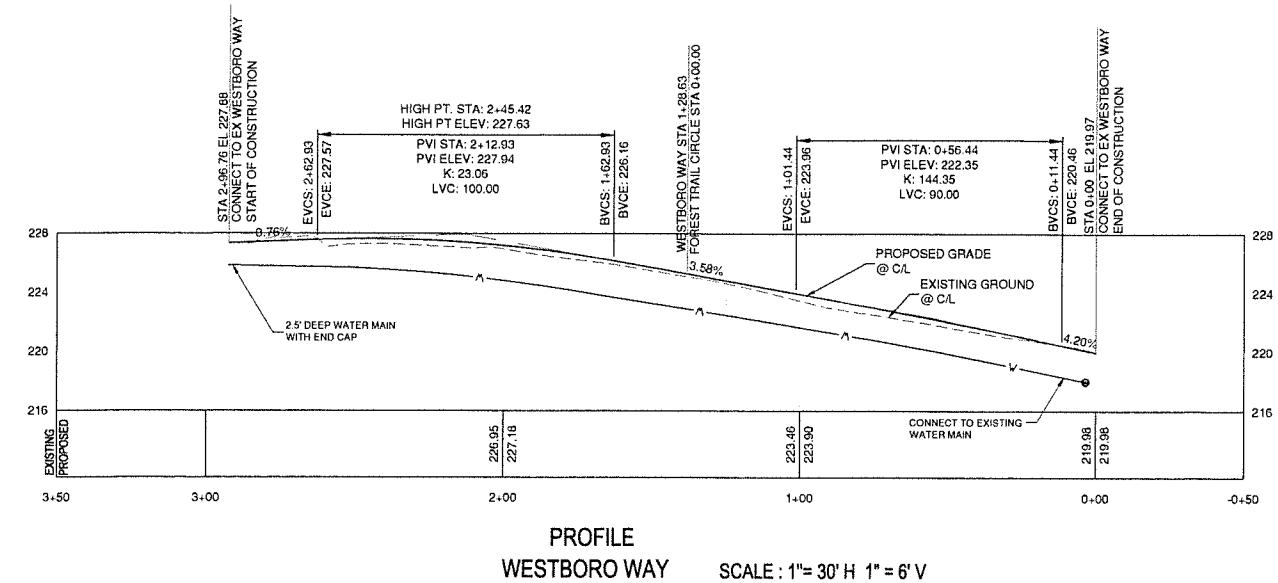 STA 2+96.76 EL 227.88
CONNECT TO EX WESTBORO WAY
START OF CONSTRUCTION
EVCS: 2+62.93
EVCE: 227.57
HIGH PT. STA: 2+45.42
HIGH PT ELEV: 227.63
PVI STA: 2+12.93
PVI ELEV: 227.94
K: 23.06
LVC: 100.00
BVCS: 1+62.93
BVCE: 226.16
WESTBORO WAY STA 1+28.63
FOREST TRAIL CIRCLE STA 0+00.00
EVCS: 1+01.44
EVCE: 223.96
PVI STA: 0+56.44
PVI ELEV: 222.35
K: 144.35
LVC: 90.00
BVCS: 0+11.44
BVCE: 220.46
STA 0+00 EL 219.97
CONNECT TO EX WESTBORO WAY
END OF CONSTRUCTION
228
0.76%
228
3.58%
PROPOSED GRADE
@ C/L
EXISTING GROUND
@ C/L
224
224
2.5' DEEP WATER MAIN
WITH END CAP
4.20%
220
220
216
216
CONNECT TO EXISTING
WATER MAIN
EXISTING
PROPOSED
226.95
227.18
223.46
223.90
219.98
219.98
3+50
3+00
2+00
1+00
0+00
-0+50
PROFILE
WESTBORO WAY SCALE : 1"= 30' H 1" = 6' V